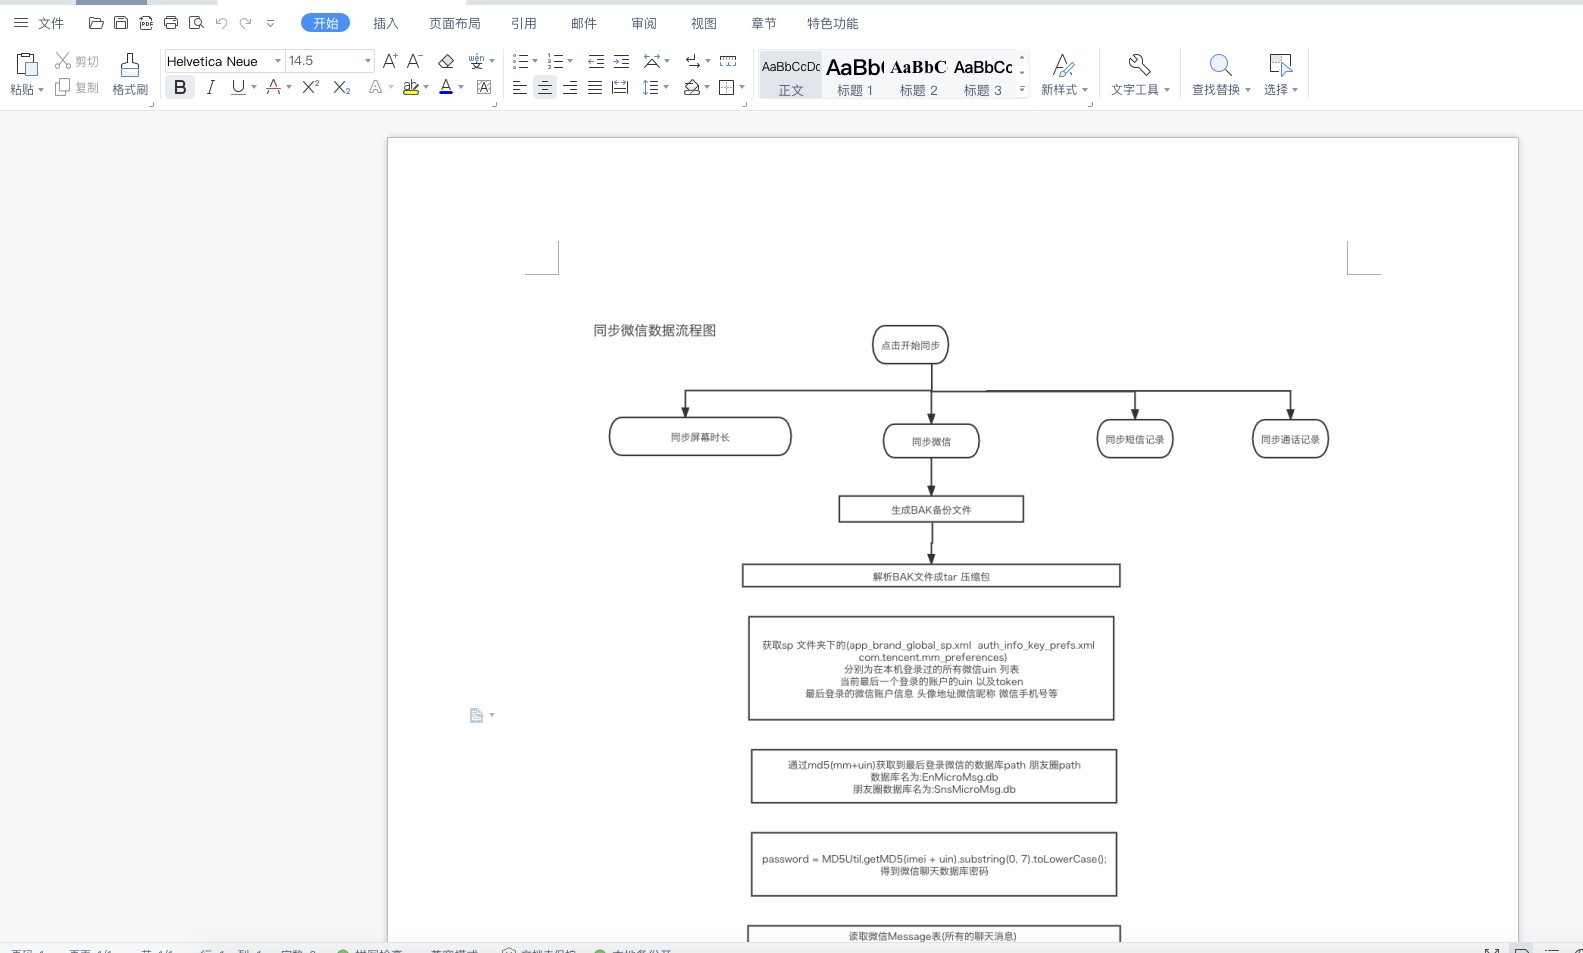 文件
开始
插入
页面布局
引用
邮件
审阅
视图
章节
特色功能
粘贴
剪切
复制
格式刷
Helvetica Neue
14.5
AaBbCcDc
正文
AaBb(
标题 1
AaBbC
标题 2
AaBbCc
标题 3
新样式
文字工具
查找替换
选择
同步微信数据流程图
点击开始同步
同步屏幕时长
同步微信
同步短信记录
同步通话记录
生成BAK备份文件
解析BAK文件成tar 压缩包
获取sp 文件夹下的(app_brand_global_sp.xml auth_info_key_prefs.xml
com.tencent.mm_preferences)
分别为在本机登录过的所有微信uin 列表
当前最后一个登录的账户的uin 以及token
最后登录的微信账户信息 头像地址微信昵称 微信手机号等
通过md5(mm+uin)获取到最后登录微信的数据库path 朋友圈path
数据库名为:EnMicroMsg.db
朋友圈数据库名为:SnsMicroMsg.db
password = MD5Util.getMD5(imei + uin).substring(0, 7).toLowerCase();
得到微信聊天数据库密码
读取微信Message表(所有的聊天消息)